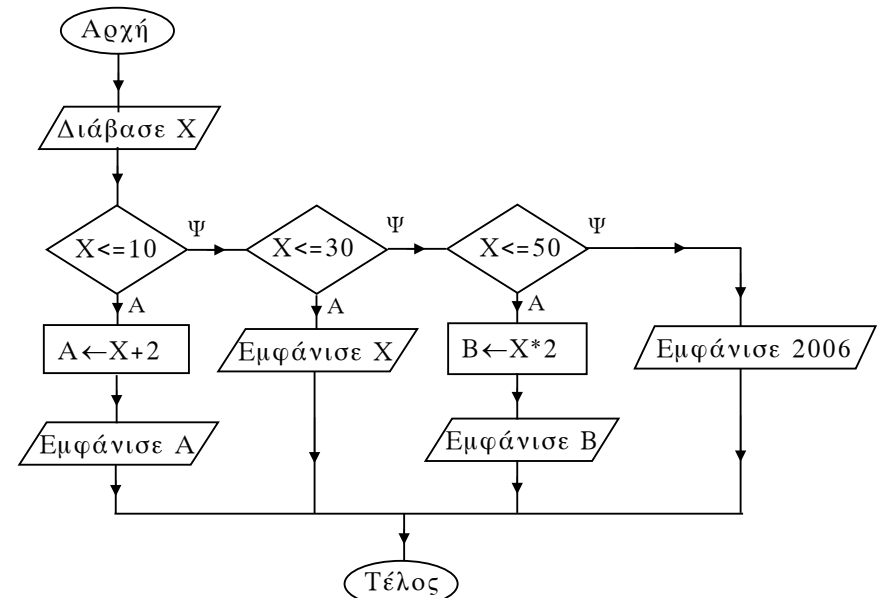 Αρχή
Διάβασε Χ
Χ<=10
Ψ
Χ<=30
Ψ
Χ<=50
Ψ
Α
Α
Α
Α←Χ+2
Εμφάνισε Χ
Β←Χ*2
Εμφάνισε 2006
Εμφάνισε Α
Εμφάνισε Β
Τέλος